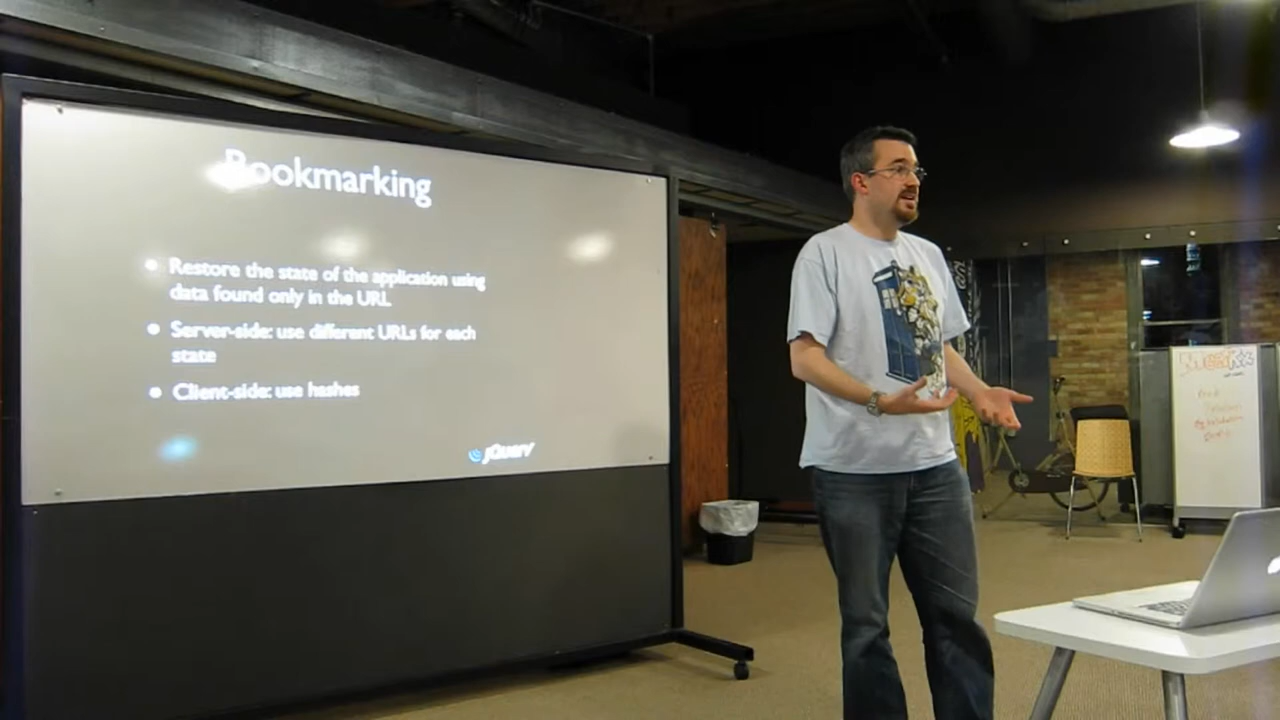 Bookmarking
• Restore the state of the application using
data found only in the URL
• Server-side: use different URLs for each
state
• Client-side: use hashes
jQuery